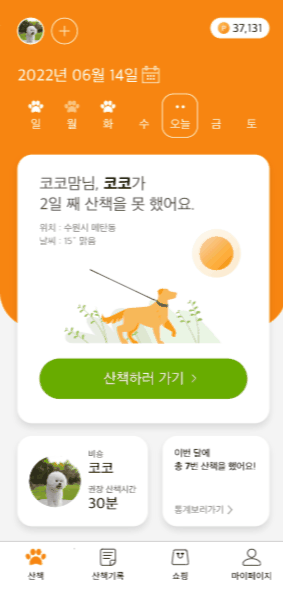 P 37,131
2022년 06월 14일
일 월 화 수 오늘 금 토
코코맘님, 코코가
2일 째 산책을 못 했어요.
위치 : 수원시 매탄동
날씨 : 15° 맑음
산책하러 가기 >
비숑
코코
권장 산책시간
30분
이번 달에
총 7번 산책을 했어요!
통계보러가기 >
산책 산책기록 쇼핑 마이페이지